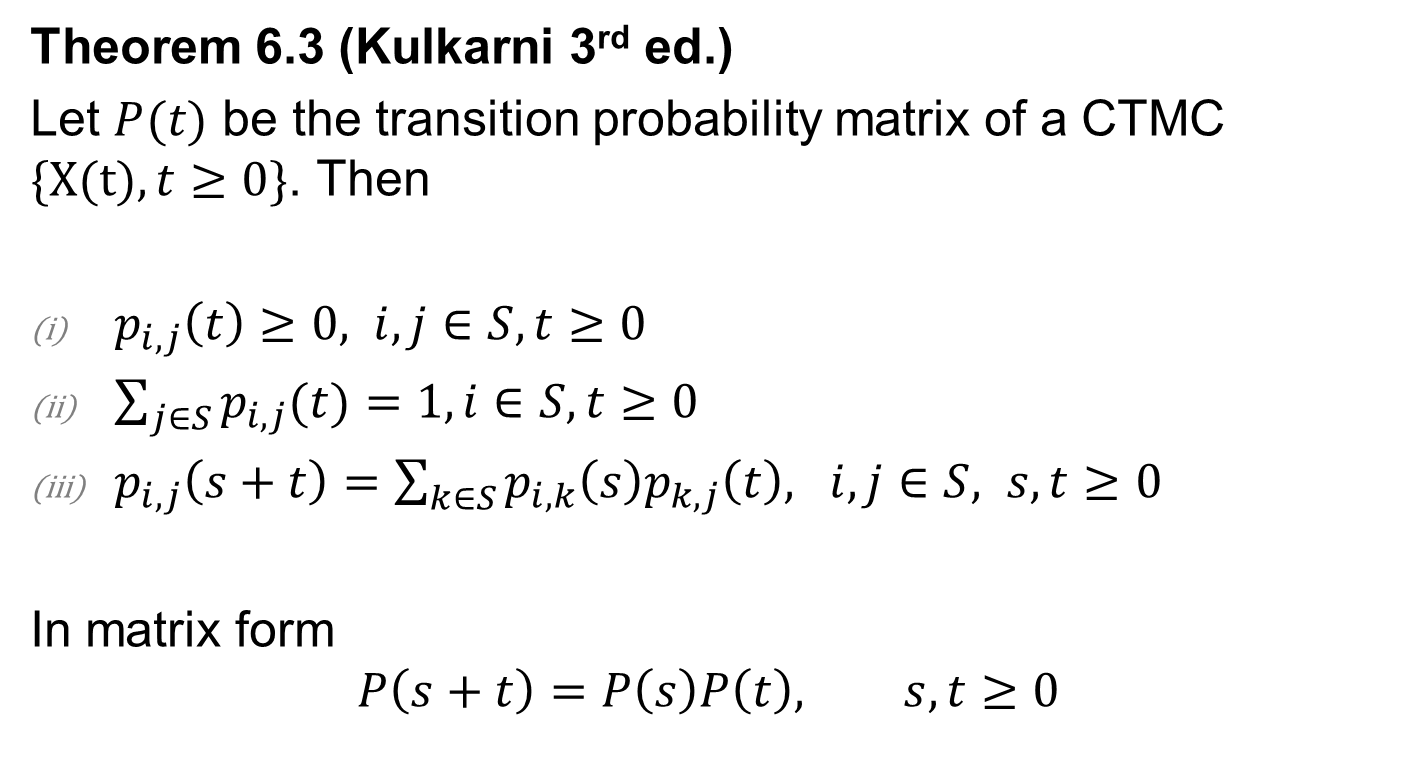 Theorem 6.3 (Kulkarni 3rd ed.)
Let P(t) be the transition probability matrix of a CTMC
{X(t), t ≥ 0}. Then
(i) p_{i,j}(t) ≥ 0, i, j ∈ S, t ≥ 0
(ii) ∑_{j∈S} p_{i,j}(t) = 1, i ∈ S, t ≥ 0
(iii) p_{i,j}(s + t) = ∑_{k∈S} p_{i,k}(s)p_{k,j}(t), i, j ∈ S, s, t ≥ 0
In matrix form
P(s + t) = P(s)P(t), s, t ≥ 0